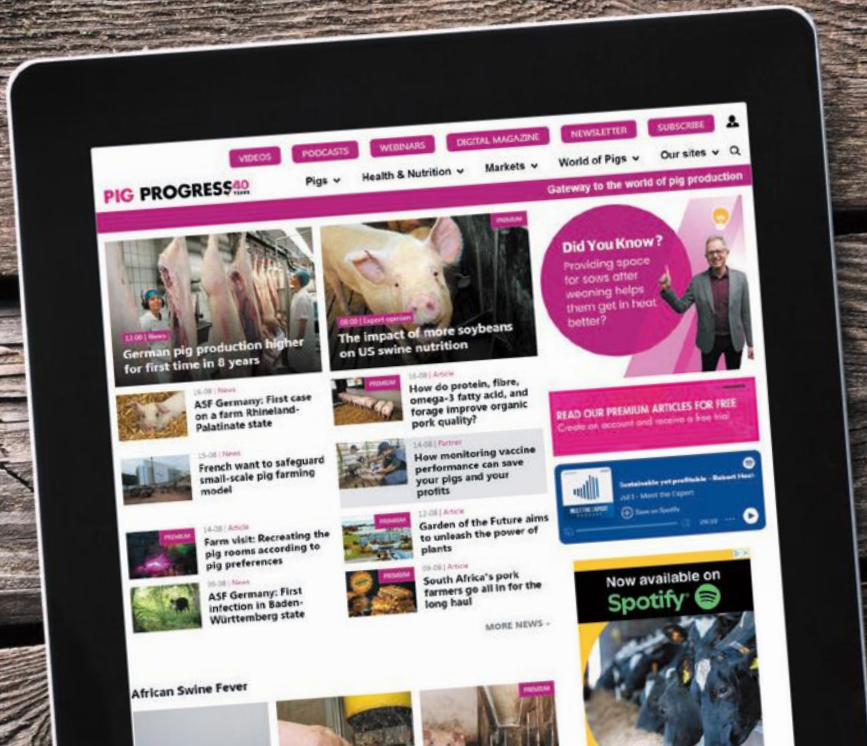 VIDEOS
PODCASTS
WEBINARS
DIGITAL MAGAZINE
NEWSLETTER
SUBSCRIBE
PIG PROGRESS 40
YEARS
Pigs
Health & Nutrition
Markets
World of Pigs
Our sites
Gateway to the world of pig production
12:00 | News
German pig production higher
for first time in 8 years
PREMIUM
08:00 | Expert opinion
The impact of more soybeans
on US swine nutrition
Did You Know?
Providing space
for sows after
weaning helps
them get in heat
better?
16-08 | News
ASF Germany: First case
on a farm Rhineland-
Palatinate state
PREMIUM
16-08 | Article
How do protein, fibre,
omega-3 fatty acid, and
forage improve organic
pork quality?
15-08 | News
French want to safeguard
small-scale pig farming
model
14-08 | Partner
How monitoring vaccine
performance can save
your pigs and your
profits
PREMIUM
14-08 | Article
Farm visit: Recreating the
pig rooms according to
pig preferences
PREMIUM
12-08 | Article
Garden of the Future aims
to unleash the power of
plants
09-08 | News
ASF Germany: First
infection in Baden-
Württemberg state
PREMIUM
09-08 | Article
South Africa's pork
farmers go all in for the
long haul
MORE NEWS
READ OUR PREMIUM ARTICLES FOR FREE
Create an account and receive a free trial
Sustainable yet profitable - Robert
Jul 1 - Meet the Expert
Save on Spotify
MEET THE EXPERT
Now available on
Spotify
African Swine Fever
PREMIUM